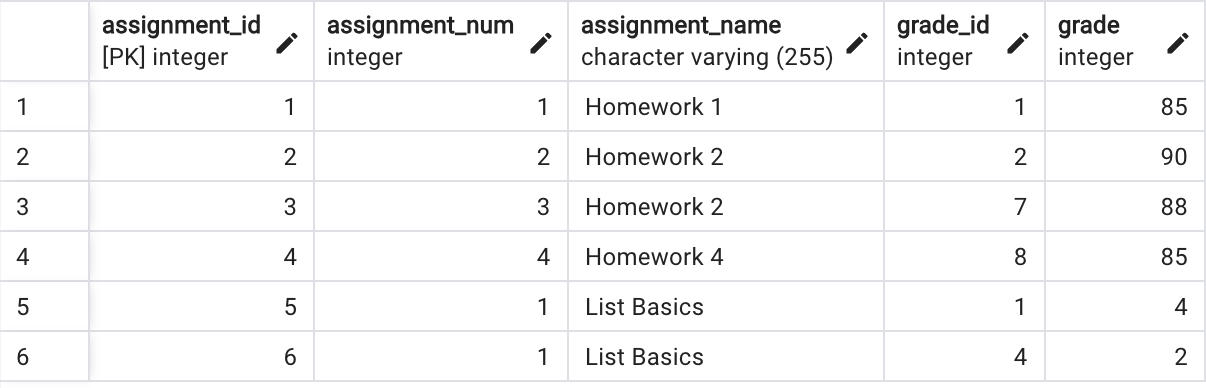 assignment_id assignment_num assignment_name grade_id grade
[PK] integer integer character varying (255) integer integer
1 1 1 Homework 1 1 85
2 2 2 Homework 2 2 90
3 3 3 Homework 2 7 88
4 4 4 Homework 4 8 85
5 5 1 List Basics 1 4
6 6 1 List Basics 4 2